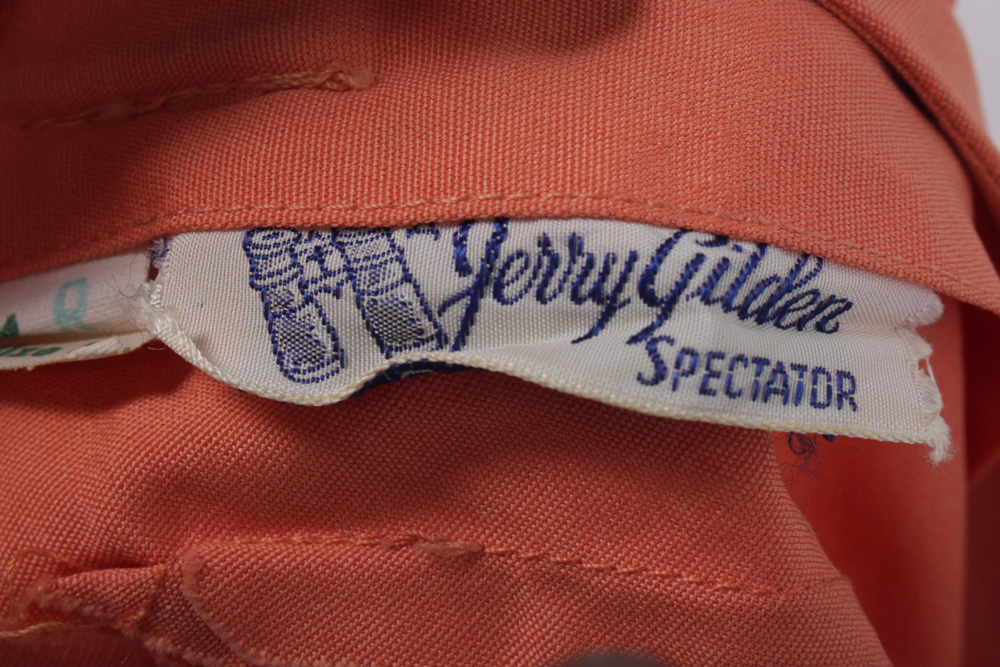 Jerry Gilden
SPECTATOR